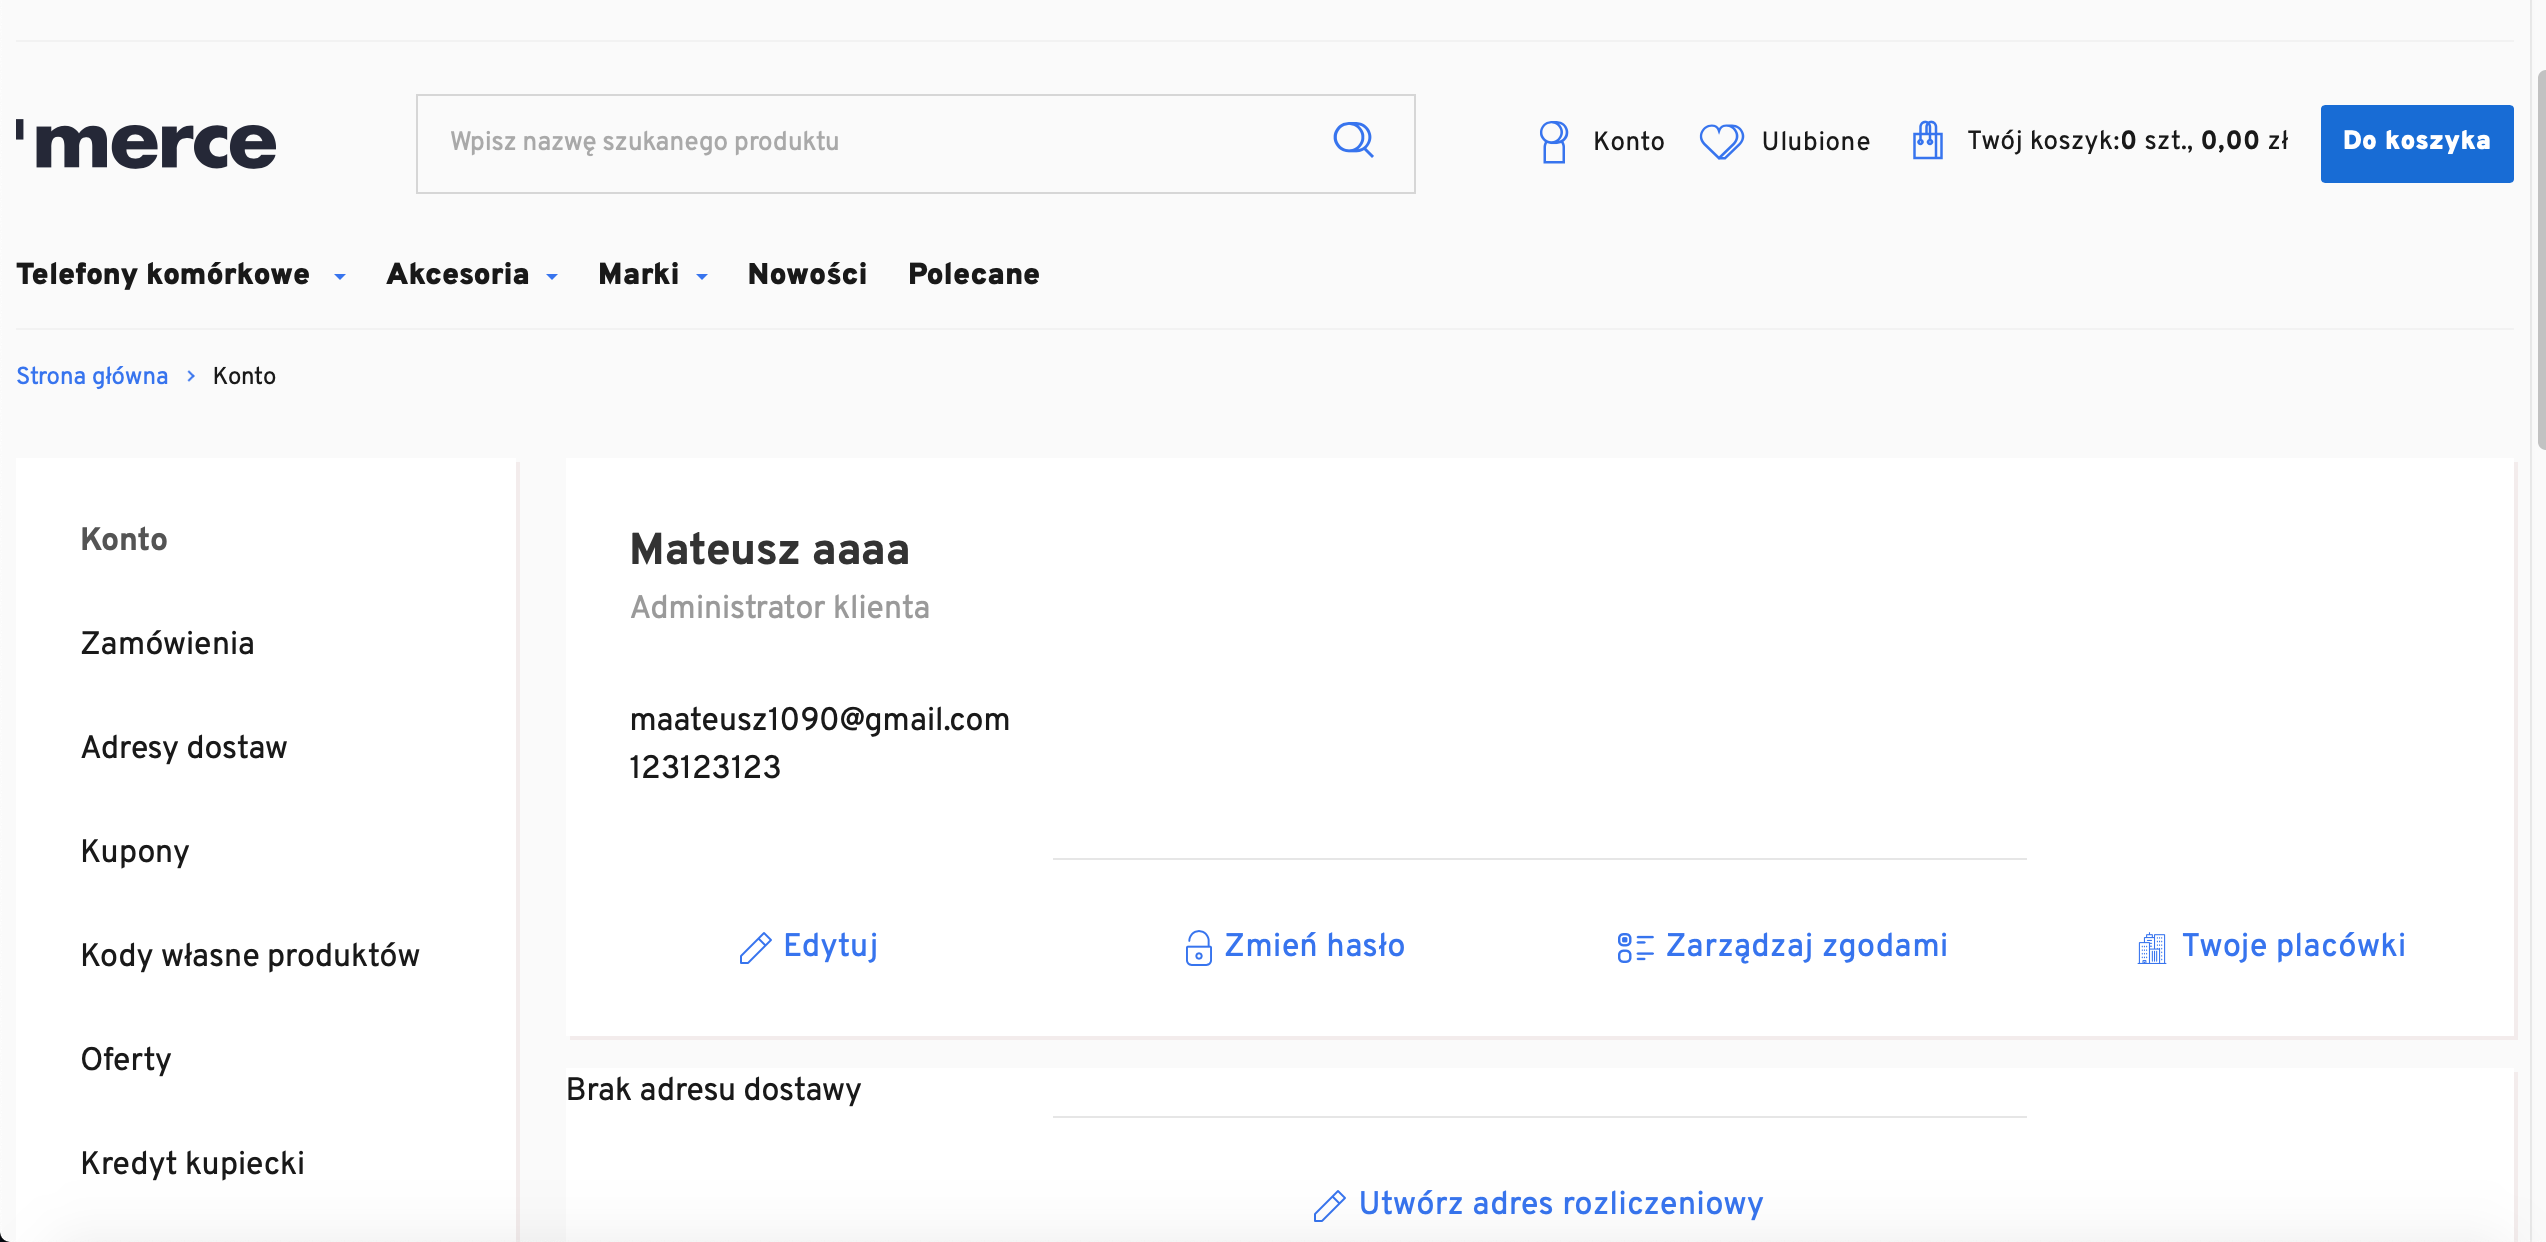 'merce
Wpisz nazwę szukanego produktu
Konto
Ulubione
Twój koszyk:0 szt., 0,00 zł
Do koszyka
Telefony komórkowe
Akcesoria
Marki
Nowości
Polecane
Strona główna > Konto
Konto
Zamówienia
Adresy dostaw
Kupony
Kody własne produktów
Oferty
Kredyt kupiecki
Mateusz aaaa
Administrator klienta
maateusz1090@gmail.com
123123123
Edytuj
Zmień hasło
Zarządzaj zgodami
Twoje placówki
Brak adresu dostawy
Utwórz adres rozliczeniowy